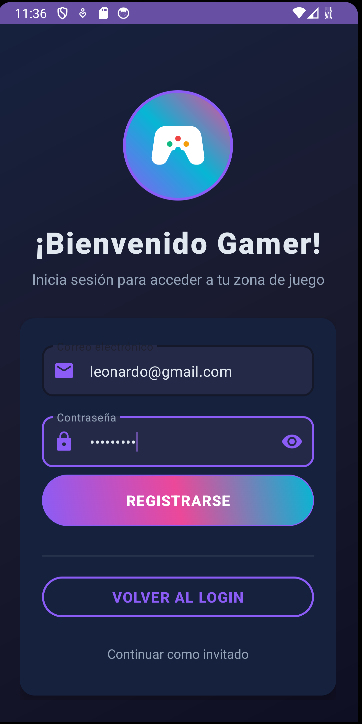 11:36
¡Bienvenido Gamer!
Inicia sesión para acceder a tu zona de juego
leonardo@gmail.com
Contraseña
•••••••••
REGISTRARSE
VOLVER AL LOGIN
Continuar como invitado